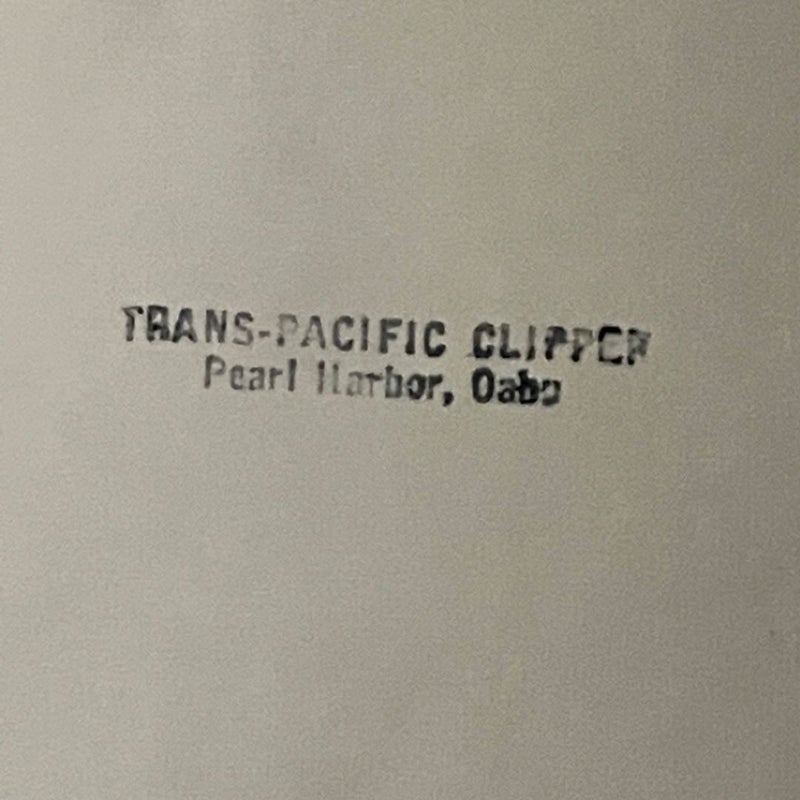 TRANS-PACIFIC CLIPPER
Pearl Harbor, Oahu